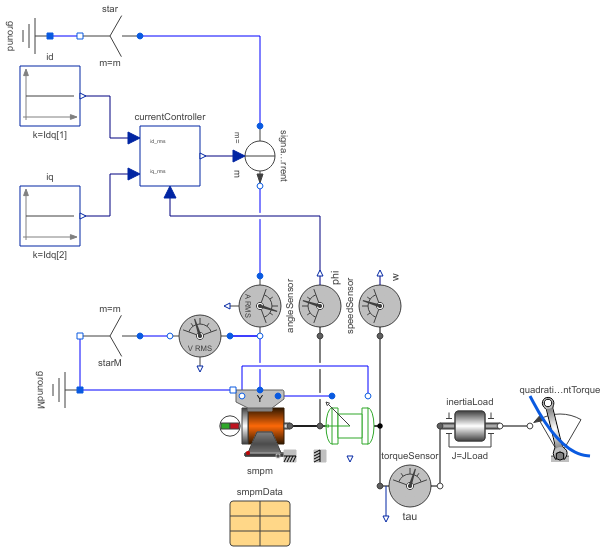 star
ground
m=m
id
k=Idq[1]
currentController
id_rms
iq_rms
m =
m
signa...rrent
iq
k=Idq[2]
phi
w
A RMS
angleSensor
speedSensor
m=m
V RMS
starM
groundM
Y
smpm
inertiaLoad
J=JLoad
quadrati...ntTorque
torqueSensor
tau
smpmData